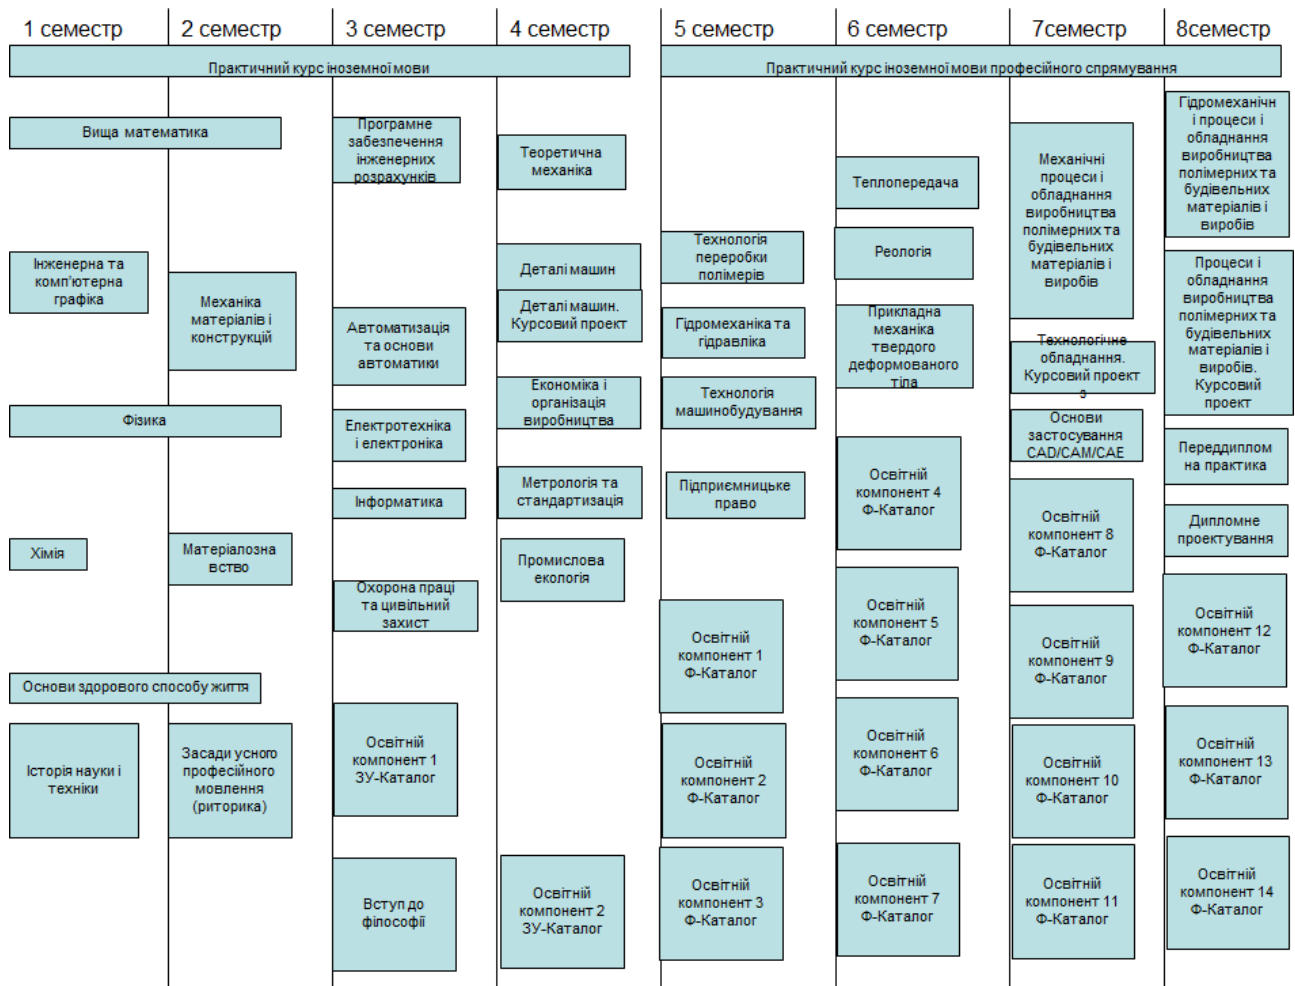 1 семестр
2 семестр
3 семестр
4 семестр
5 семестр
6 семестр
7семестр
8семестр
Практичний курс іноземної мови
Практичний курс іноземної мови професійного спрямування
Вища математика
Інженерна та
комп'ютерна
графіка
Фізика
Хімія
Основи здорового способу життя
Історія науки і
техніки
Механіка
матеріалів і
конструкцій
Матеріалозна
вство
Засади усного
професійного
мовлення
(риторика)
Програмне
забезпечення
інженерних
розрахунків
Автоматизація
та основи
автоматики
Електротехніка
і електроніка
Інформатика
Охорона праці
та цивільний
захист
Освітній
компонент 1
ЗУ-Каталог
Вступ до
філософії
Теоретична
механіка
Деталі машин
Деталі машин.
Курсовий проект
Економіка і
організація
виробництва
Метрологія та
стандартизація
Промислова
екологія
Освітній
компонент 2
ЗУ-Каталог
Технологія
переробки
полімерів
Гідромеханіка та
гідравліка
Технологія
машинобудування
Підприємницьке
право
Освітній
компонент 1
Ф-Каталог
Освітній
компонент 2
Ф-Каталог
Освітній
компонент 3
Ф-Каталог
Теплопередача
Реологія
Прикладна
механіка
твердого
деформованого
тіла
Освітній
компонент 4
Ф-Каталог
Освітній
компонент 5
Ф-Каталог
Освітній
компонент 6
Ф-Каталог
Освітній
компонент 7
Ф-Каталог
Механічні
процеси і
обладнання
виробництва
полімерних та
будівельних
матеріалів і
виробів
Технологічне
обладнання.
Курсовий проект
з
Основи
застосування
CAD/CAM/CAE
Освітній
компонент 8
Ф-Каталог
Освітній
компонент 9
Ф-Каталог
Освітній
компонент 10
Ф-Каталог
Освітній
компонент 11
Ф-Каталог
Гідромеханічн
і процеси і
обладнання
виробництва
полімерних та
будівельних
матеріалів і
виробів
Процеси і
обладнання
виробництва
полімерних та
будівельних
матеріалів і
виробів.
Курсовий
проект
Переддиплом
на практика
Дипломне
проектування
Освітній
компонент 12
Ф-Каталог
Освітній
компонент 13
Ф-Каталог
Освітній
компонент 14
Ф-Каталог